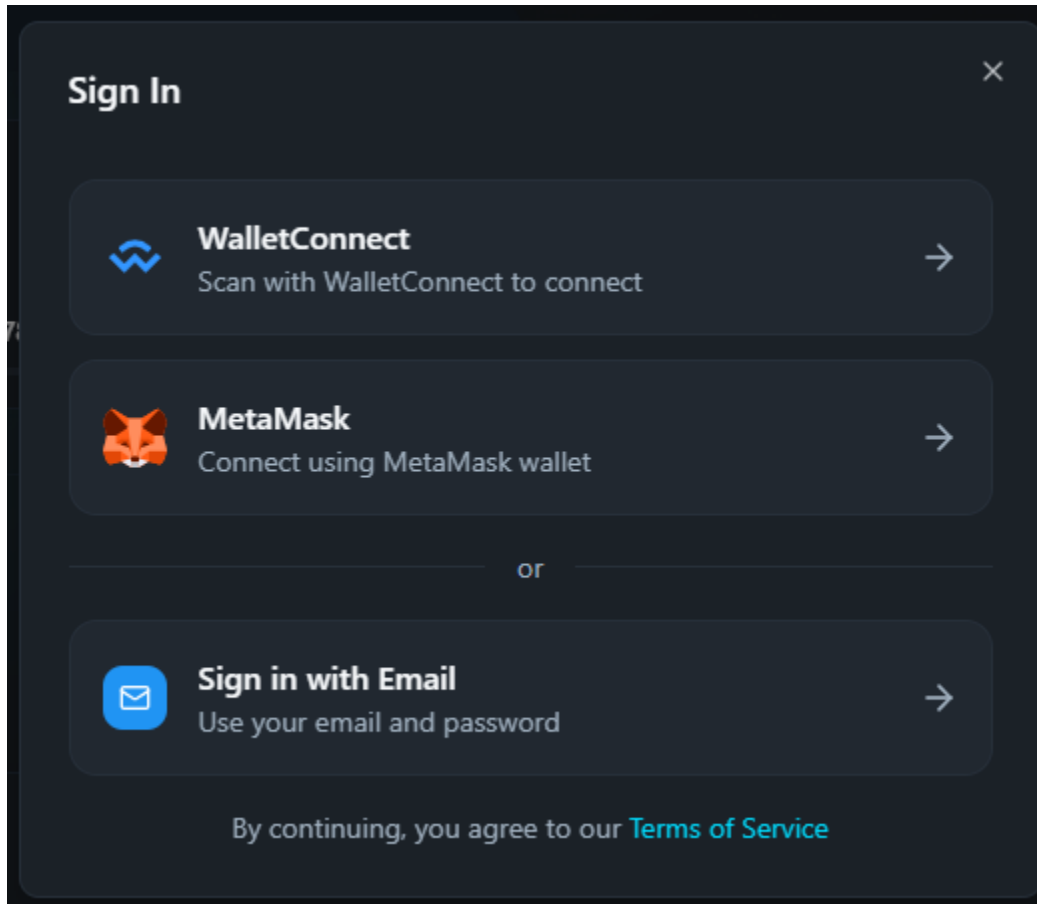 Sign In
WalletConnect
Scan with WalletConnect to connect
MetaMask
Connect using MetaMask wallet
or
Sign in with Email
Use your email and password
By continuing, you agree to our Terms of Service